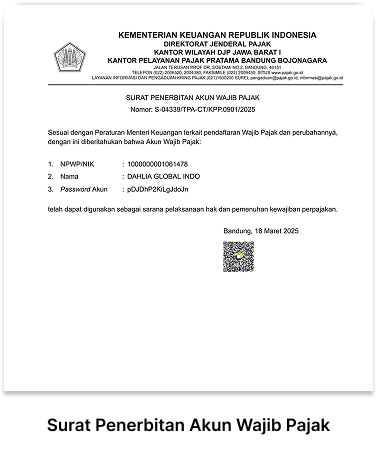 KEMENTERIAN KEUANGAN REPUBLIK INDONESIA
DIREKTORAT JENDERAL PAJAK
KANTOR WILAYAH DJP JAWA BARAT I
KANTOR PELAYANAN PAJAK PRATAMA BANDUNG BOJONAGARA
JALAN TERUSAN PROF DR. SOETAMI NO.2, BANDUNG, 40151
TELEPON (022) 2006520, 2004380, FAKSIMILE (022) 2009450, SITUS www.pajak.go.id
LAYANAN INFORMASI DAN PENGADUAN KRING PAJAK (021)1500200 SUREL: pengaduan@pajak.go.id; informasi@pajak.go.id
SURAT PENERBITAN AKUN WAJIB PAJAK
Nomor: S-04339/TPA-CT/KPP.0901/2025
Sesuai dengan Peraturan Menteri Keuangan terkait pendaftaran Wajib Pajak dan perubahannya,
dengan ini diberitahukan bahwa Akun Wajib Pajak:
1. NPWP/NIK : 1000000001061478
2. Nama : DAHLIA GLOBAL INDO
3. Password Akun : pDJDhP2KiLgJdoJn
telah dapat digunakan sebagai sarana pelaksanaan hak dan pemenuhan kewajiban perpajakan.
Bandung, 18 Maret 2025
Surat Penerbitan Akun Wajib Pajak